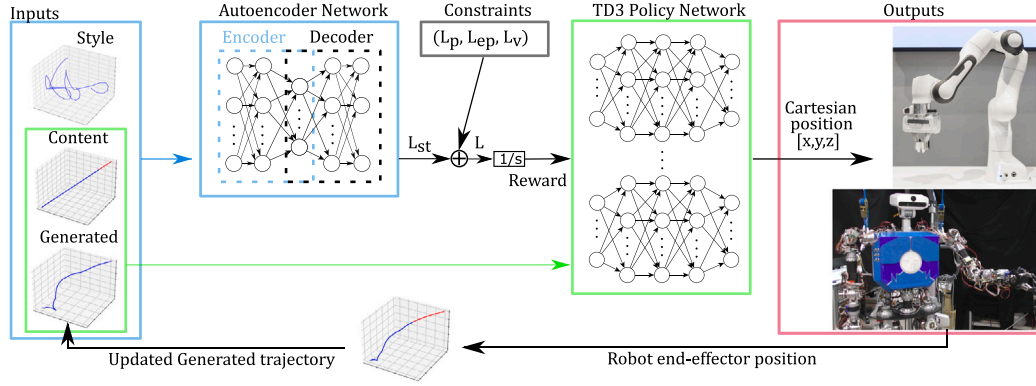 Inputs
Autoencoder Network
Constraints
TD3 Policy Network
Outputs
Style
Encoder
Decoder
(Lp, Lep, Lv)
Content
Lst
L
1/s
Reward
Cartesian
position
[x,y,z]
Generated
Updated Generated trajectory
Robot end-effector position